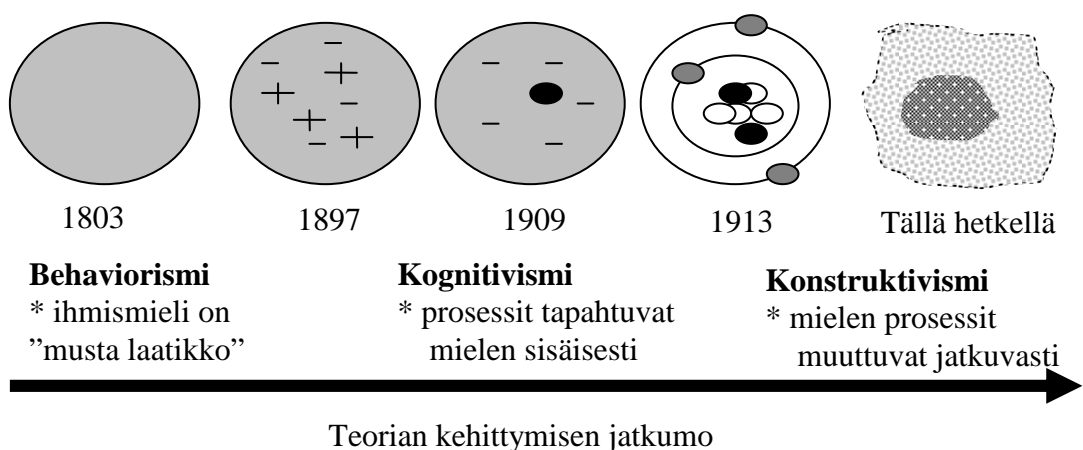 1803
1897
1909
1913
Tällä hetkellä
Behaviorismi
* ihmismieli on
”musta laatikko”
Kognitivismi
* prosessit tapahtuvat
mielen sisäisesti
Konstruktivismi
* mielen prosessit
muuttuvat jatkuvasti
Teorian kehittymisen jatkumo